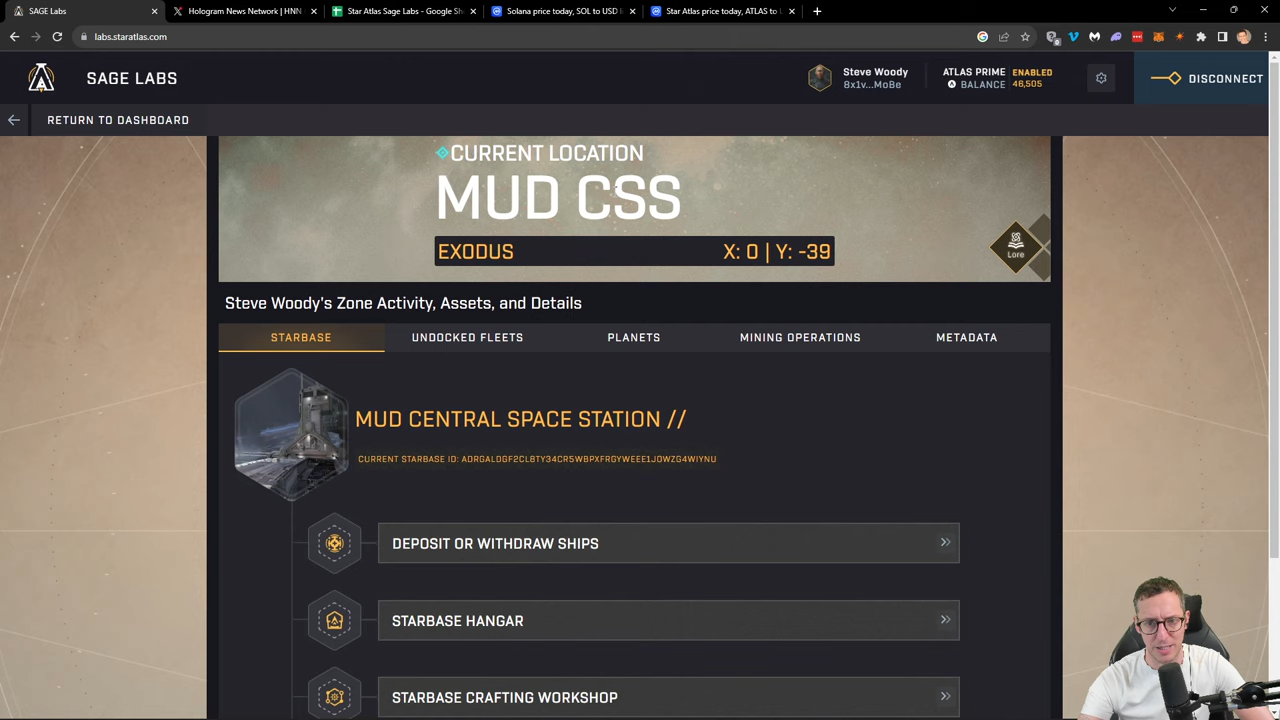 SAGE Labs
Hologram News Network | HNN
Star Atlas Sage Labs - Google Sh
Solana price today, SOL to USD
Star Atlas price today, ATLAS to
labs.staratlas.com
SAGE LABS
Steve Woody
8x1v...MoBe
ATLAS PRIME ENABLED
BALANCE 46,505
DISCONNECT
RETURN TO DASHBOARD
CURRENT LOCATION
MUD CSS
EXODUS X: 0 | Y: -39
Lore
Steve Woody's Zone Activity, Assets, and Details
STARBASE UNDOCKED FLEETS PLANETS MINING OPERATIONS METADATA
MUD CENTRAL SPACE STATION //
CURRENT STARBASE ID:
DEPOSIT OR WITHDRAW SHIPS
STARBASE HANGAR
STARBASE CRAFTING WORKSHOP